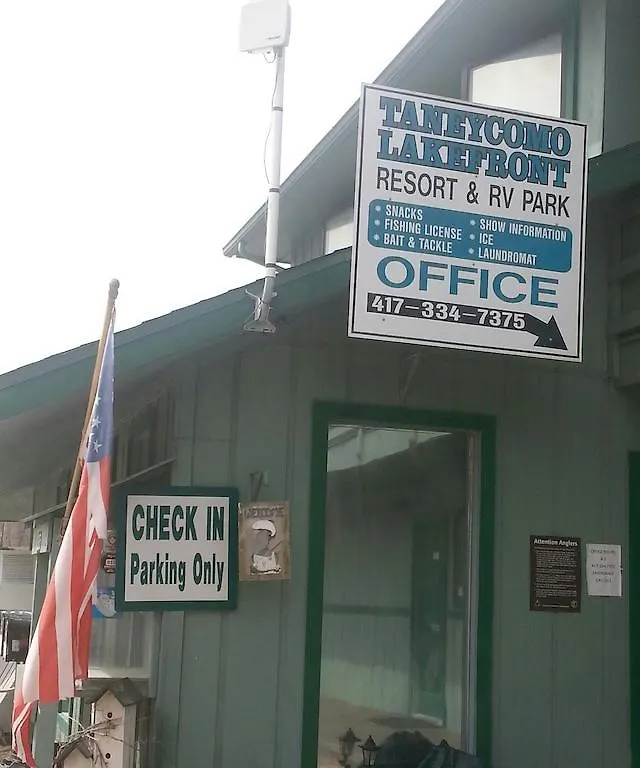 TANEYCOMO
LAKEFRONT
RESORT & RV PARK
SNACKS
FISHING LICENSE
BAIT & TACKLE
SHOW INFORMATION
ICE
LAUNDROMAT
OFFICE
417-334-7375
CHECK IN
Parking Only
WELCOME
Attention Anglers